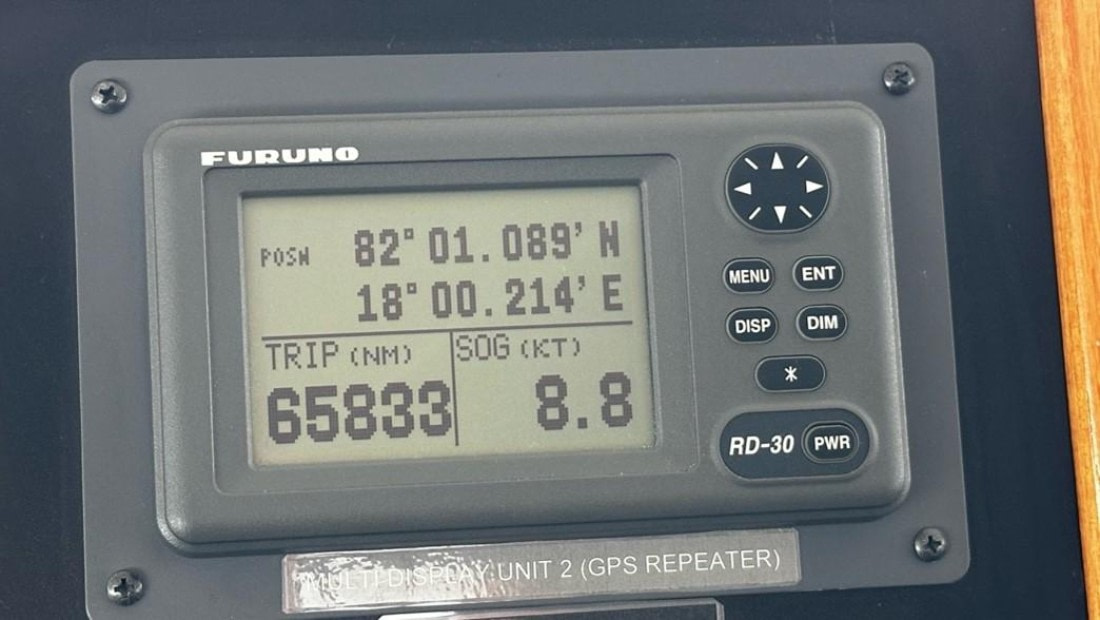 FURUNO
POSW 82° 01.089' N
18° 00.214' E
TRIP (NM) SOG (KT)
65833 8.8
MENU ENT
DISP DIM
RD-30 PWR
MULTI DISPLAY UNIT 2 (GPS REPEATER)